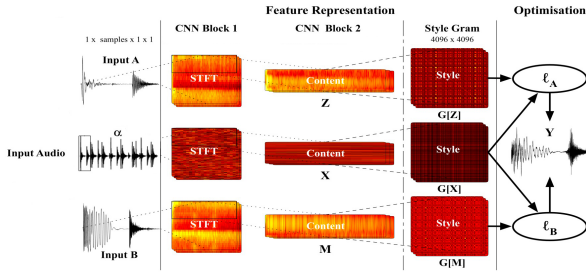 Feature Representation
Optimisation
1 x samples x 1 x 1
CNN Block 1
CNN Block 2
Style Gram
4096 x 4096
Input A
STFT
Content
Style
Z
G[Z]
ℓA
Y
Input Audio
α
STFT
Content
Style
X
G[X]
STFT
Content
Style
Input B
M
G[M]
ℓB